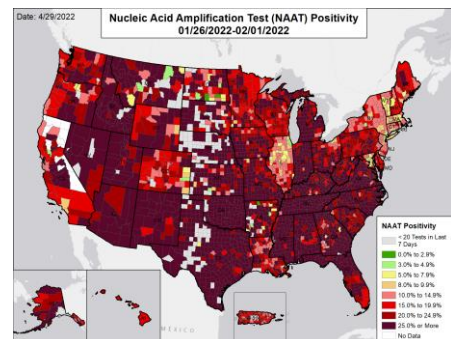 Date: 4/29/2022
Nucleic Acid Amplification Test (NAAT) Positivity
01/26/2022-02/01/2022
NAAT Positivity
< 20 Tests in Last
7 Days
0.0% to 2.9%
3.0% to 4.9%
5.0% to 7.9%
8.0% to 9.9%
10.0% to 14.9%
15.0% to 19.9%
20.0% to 24.9%
25.0% or More
No Data
MEXICO